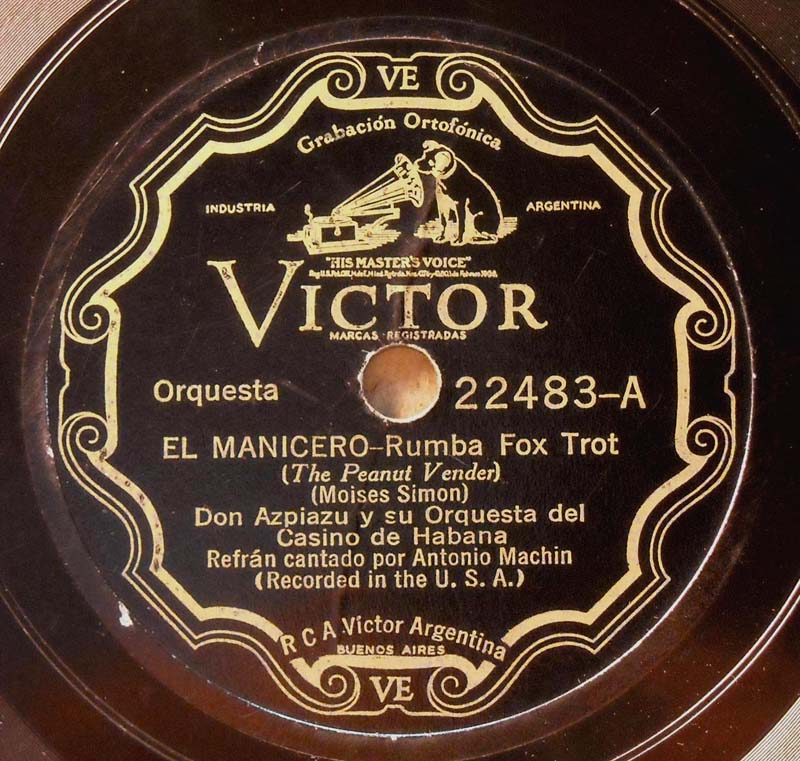 VE
Grabación Ortofónica
INDUSTRIA ARGENTINA
"HIS MASTER'S VOICE"
VICTOR
MARCAS REGISTRADAS
Orquesta 22483-A
EL MANICERO-Rumba Fox Trot
(The Peanut Vender)
(Moises Simon)
Don Azpiazu y su Orquesta del
Casino de Habana
Refrán cantado por Antonio Machin
(Recorded in the U. S. A.)
R C A Victor Argentina
BUENOS AIRES
VE